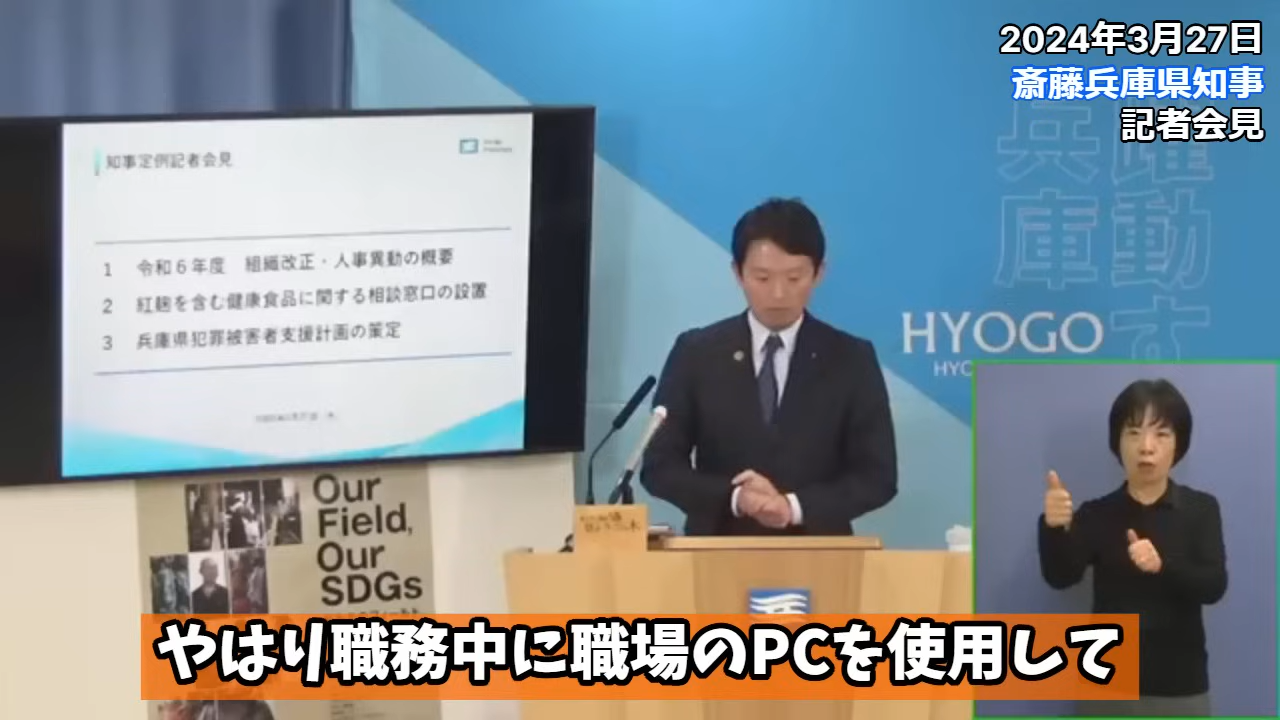 2024年3月27日
斎藤兵庫県知事
記者会見
知事定例記者会見
1 令和6年度 組織改正・人事異動の概要
2 紅麹を含む健康食品に関する相談窓口の設置
3 兵庫県犯罪被害者支援計画の策定
躍動す
兵庫
HYOGO
HYO
Our
Field,
Our
SDGs
やはり職務中に職場のPCを使用して